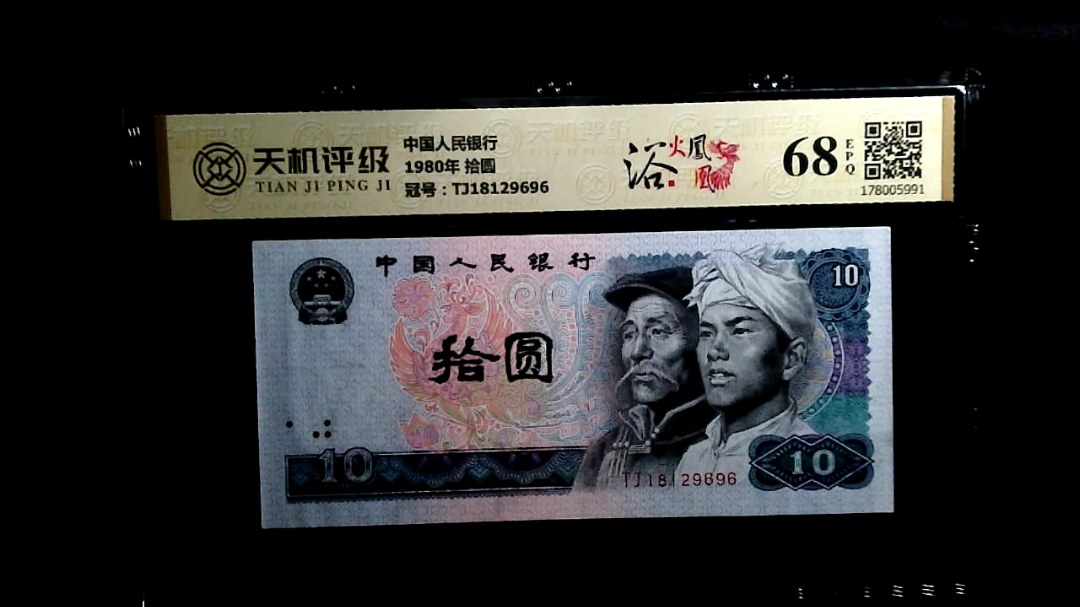 天机评级
TIAN JI PING JI
中国人民银行
1980年 拾圆
冠号：TJ18129696
浴火凤凰
68
EPQ
178005991
中国人民银行
10
拾圆
10
TJ18129696
10